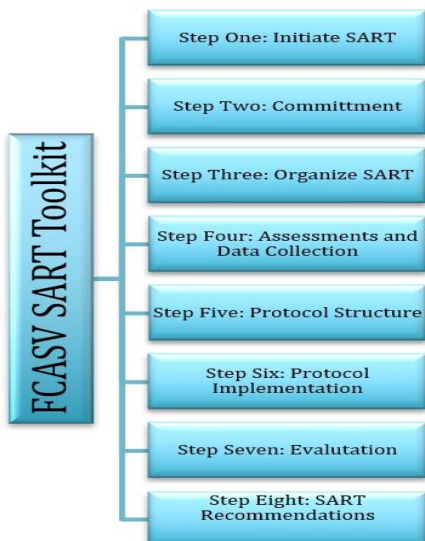 FCASV SART Toolkit
Step One: Initiate SART
Step Two: Committment
Step Three: Organize SART
Step Four: Assessments and
Data Collection
Step Five: Protocol Structure
Step Six: Protocol
Implementation
Step Seven: Evalutation
Step Eight: SART
Recommendations